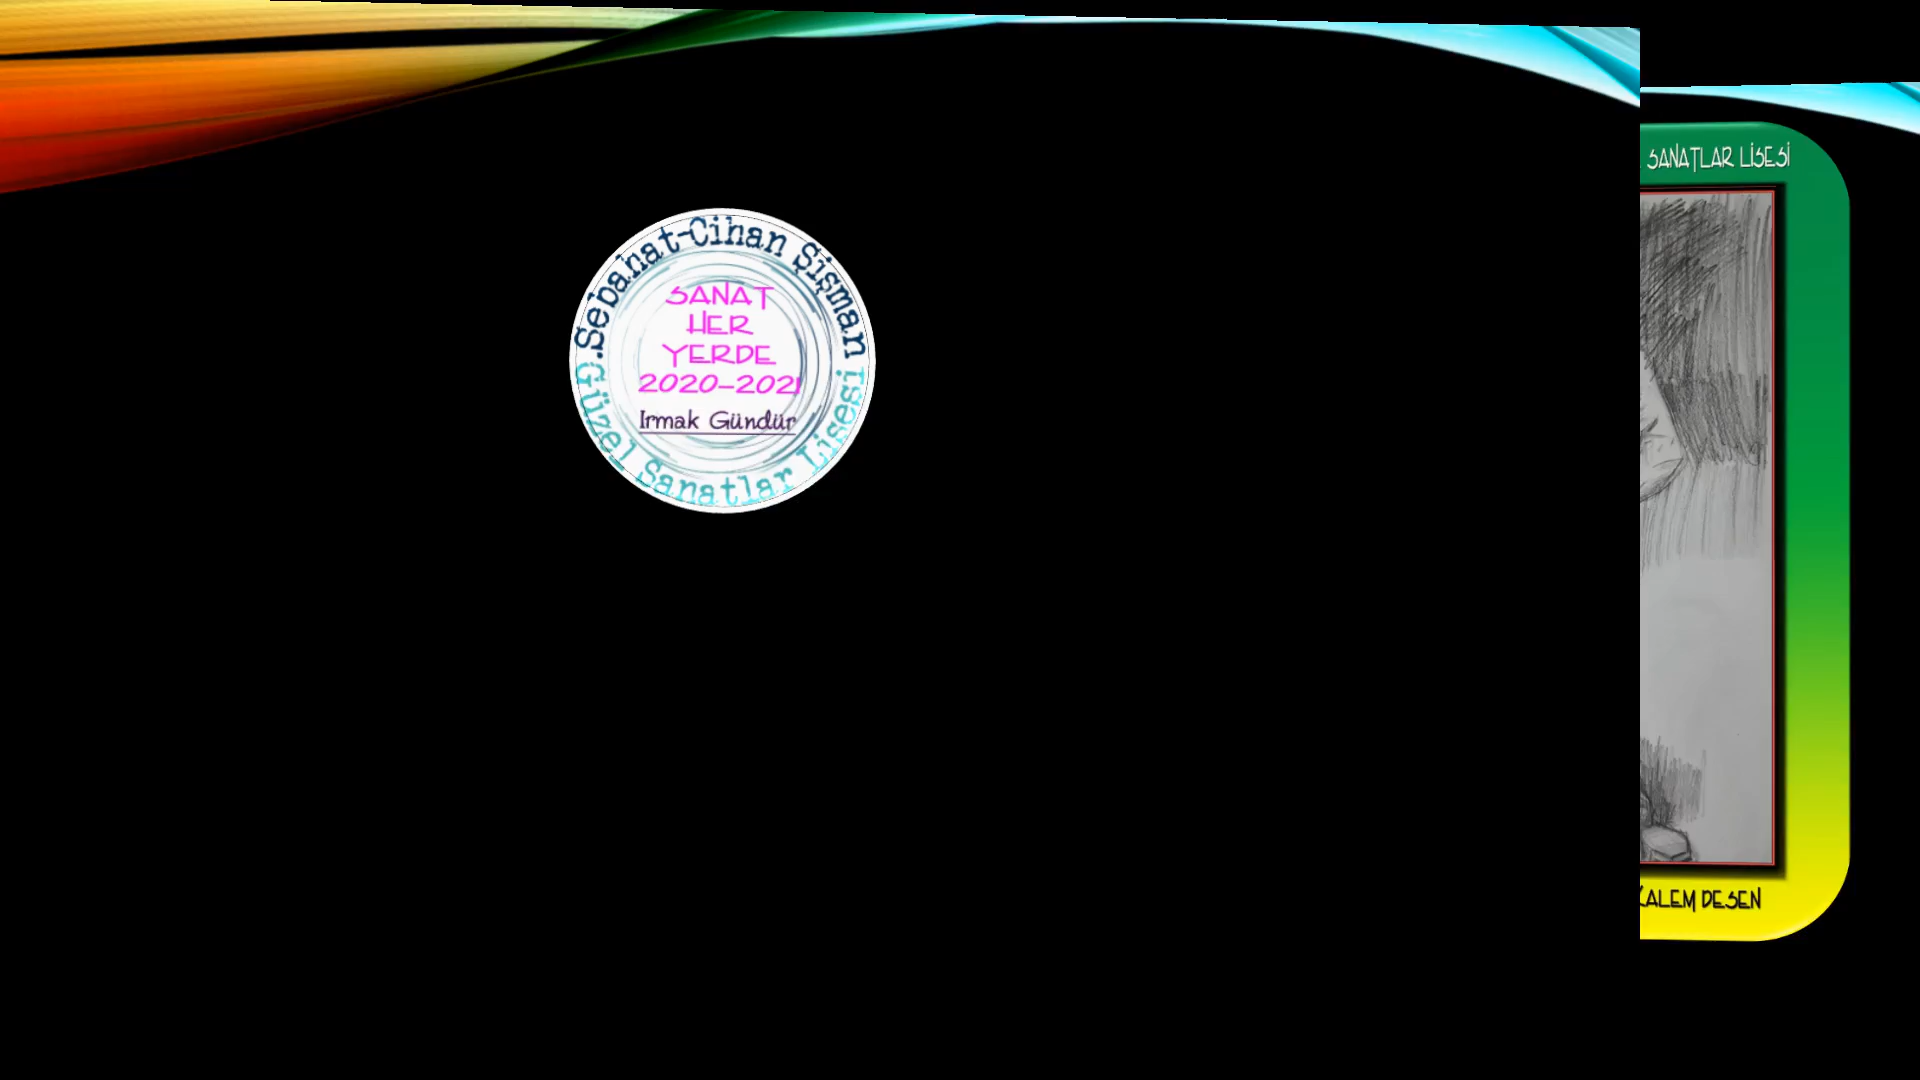 Sebahat-Cihan Şişman
SANAT
HER
YERDE
2020-2021
Irmak Gündür
Güzel Sanatlar Lisesi
SANATLAR LİSESİ
KALEM DESEN